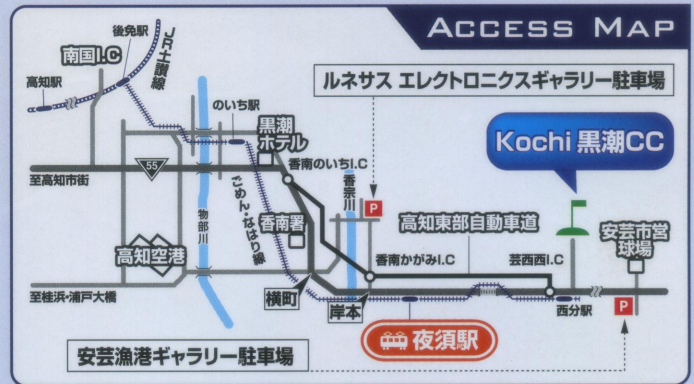 ACCESS MAP
後免駅
南国I.C
JR土讃線
高知駅
ルネサス エレクトロニクスギャラリー駐車場
のいち駅
黒潮
ホテル
Kochi 黒潮CC
香南のいちI.C
香宗川
P
55
至高知市街
物部川
ごめん・なはり線
香南署
高知東部自動車道
安芸市営
球場
高知空港
香南かがみI.C
芸西西I.C
至桂浜・浦戸大橋
横町
岸本
西分駅
P
夜須駅
安芸漁港ギャラリー駐車場